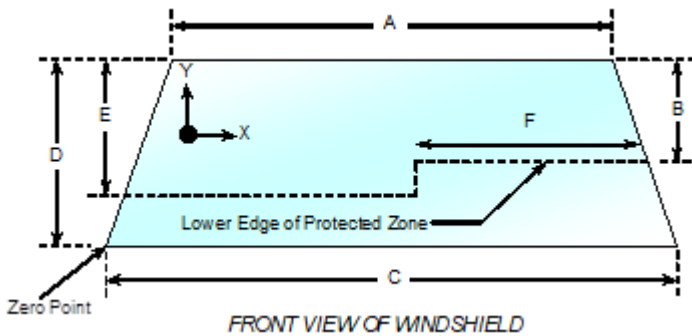 A
Y
E
B
X
F
D
Lower Edge of Protected Zone
C
Zero Point
FRONT VIEW OF WINDSHIELD